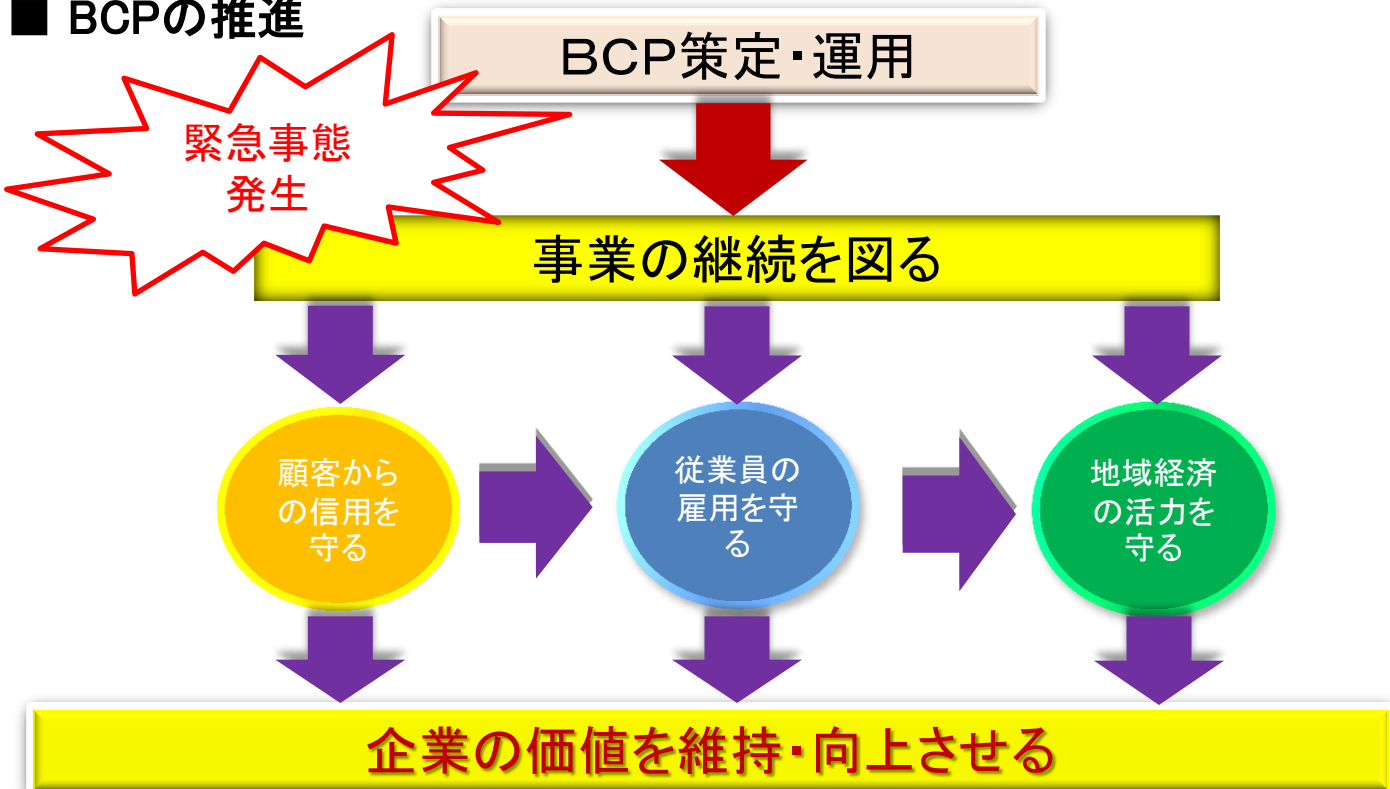 ■ BCPの推進
BCP策定・運用
緊急事態
発生
事業の継続を図る
顧客から
の信用を
守る
従業員の
雇用を守
る
地域経済
の活力を
守る
企業の価値を維持・向上させる